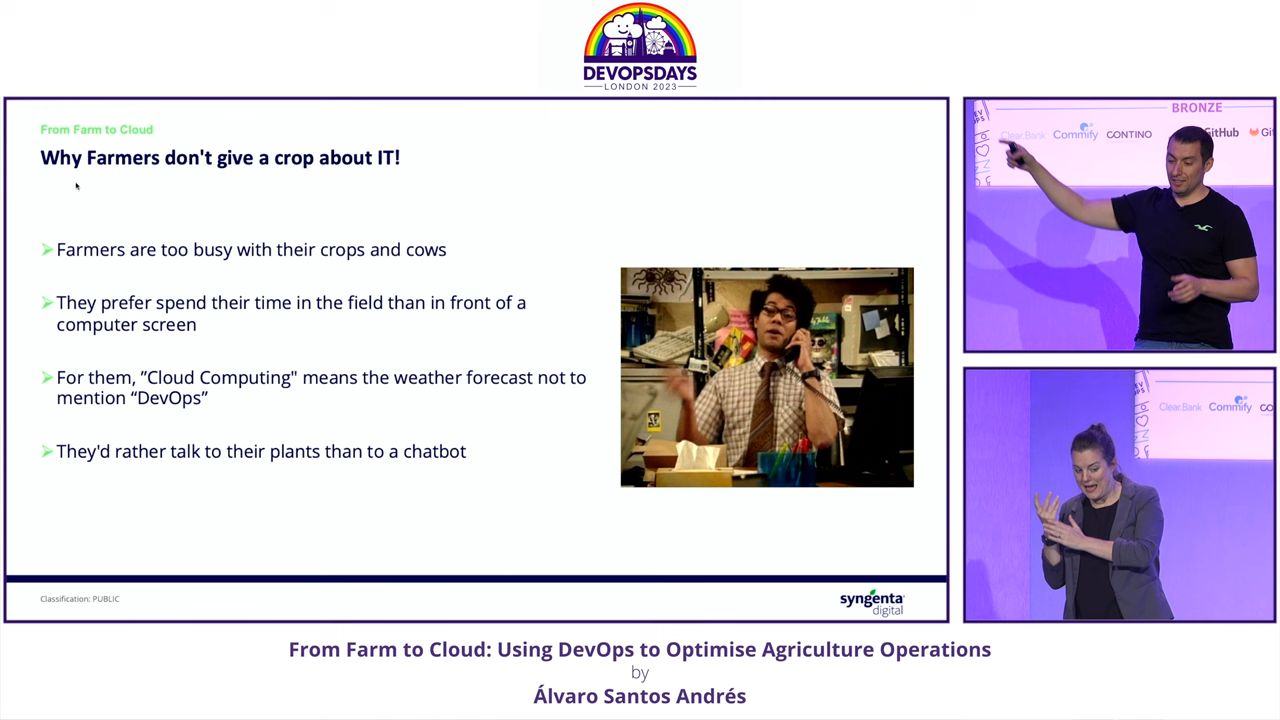 DEVOPSDAYS
LONDON 2023
From Farm to Cloud
Why Farmers don't give a crop about IT!
Farmers are too busy with their crops and cows
They prefer spend their time in the field than in front of a
computer screen
For them, ”Cloud Computing" means the weather forecast not to
mention “DevOps”
They'd rather talk to their plants than to a chatbot
Classification: PUBLIC
syngenta
digital
BRONZE
Clear.Bank Commify CONTINO GitHub Git
Clear.Bank Commify CO
From Farm to Cloud: Using DevOps to Optimise Agriculture Operations
by
Álvaro Santos Andrés